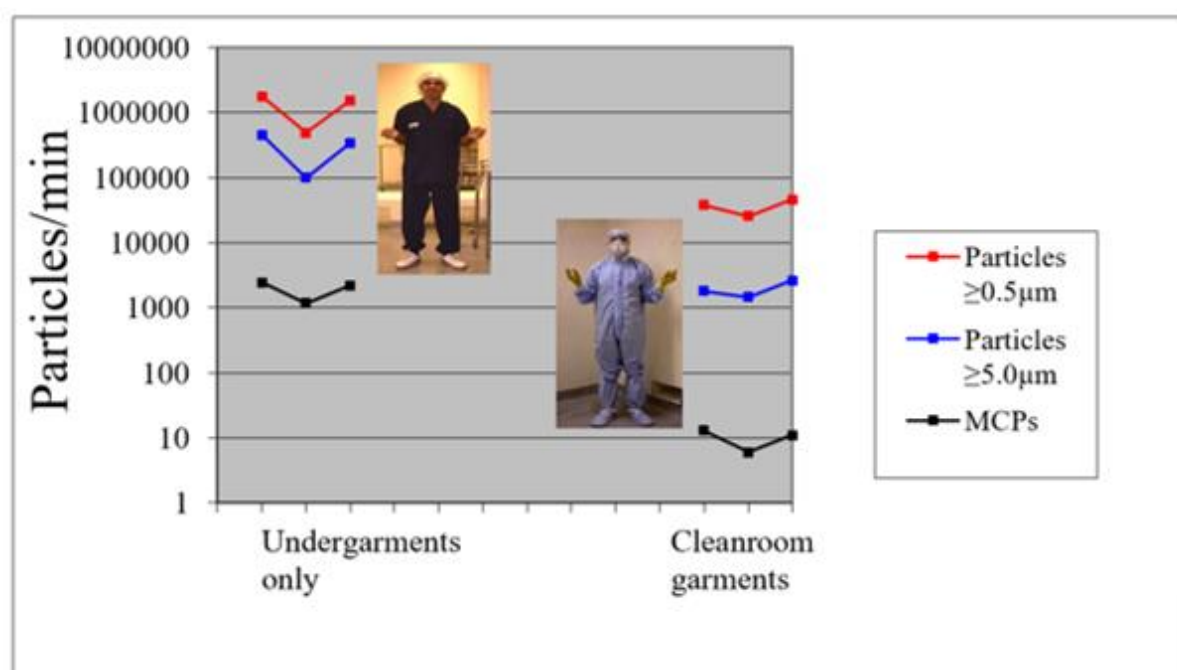 10000000
1000000
100000
10000
1000
100
10
1
Particles/min
Undergarments
only
Cleanroom
garments
Particles
≥0.5μm
Particles
≥5.0μm
MCPs